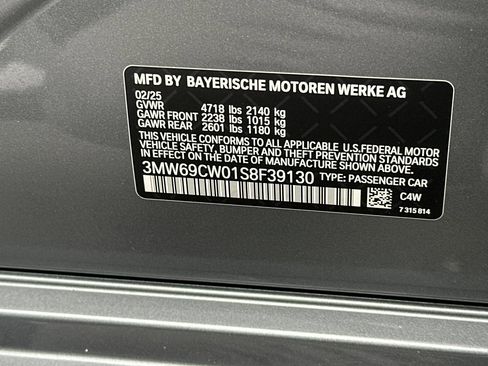 MFD BY BAYERISCHE MOTOREN WERKE AG
02/25
GVWR 4718 lbs 2140 kg
GAWR FRONT 2238 lbs 1015 kg
GAWR REAR 2601 lbs 1180 kg
THIS VEHICLE CONFORMS TO ALL APPLICABLE U.S.FEDERAL MOTOR
VEHICLE SAFETY, BUMPER, AND THEFT PREVENTION
STANDARDS IN EFFECT ON THE DATE OF MANUFACTURE SHOWN ABOVE.
3MW69CW01S8F39130 TYPE: PASSENGER CAR
C4W
7 315 814